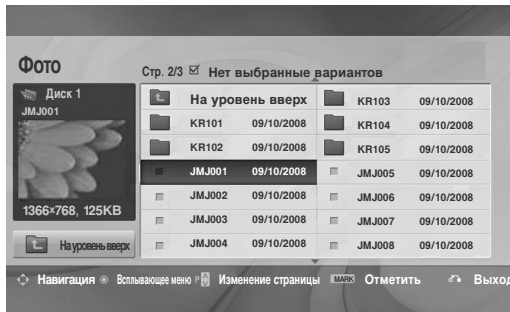 Фото
Стр. 2/3 Нет выбранные вариантов
Диск 1
JMJ001
1366×768, 125KB
На уровень вверх
На уровень вверх
KR101 09/10/2008
KR102 09/10/2008
JMJ001 09/10/2008
JMJ002 09/10/2008
JMJ003 09/10/2008
JMJ004 09/10/2008
KR103 09/10/2008
KR104 09/10/2008
KR105 09/10/2008
JMJ005 09/10/2008
JMJ006 09/10/2008
JMJ007 09/10/2008
JMJ008 09/10/2008
Навигация Всплывающее меню P Изменение страницы MARK Отметить Выход